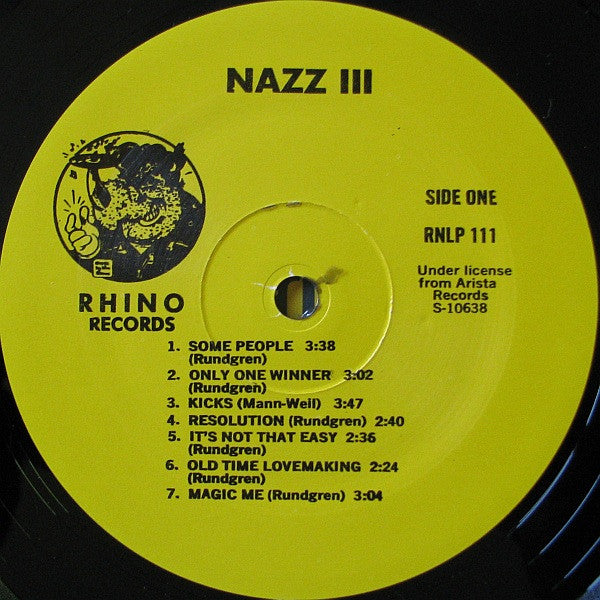 NAZZ III
SIDE ONE
RNLP 111
Under license
from Arista
Records
S-10638
RHINO
RECORDS
1. SOME PEOPLE 3:38
(Rundgren)
2. ONLY ONE WINNER 3:02
(Rundgren)
3. KICKS (Mann-Weil) 3:47
4. RESOLUTION (Rundgren) 2:40
5. IT'S NOT THAT EASY 2:36
(Rundgren)
6. OLD TIME LOVEMAKING 2:24
(Rundgren)
7. MAGIC ME (Rundgren) 3:04